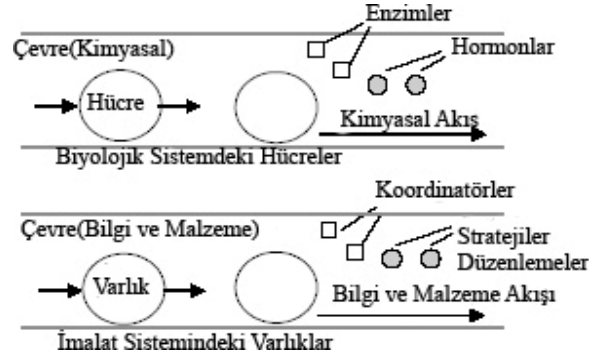 Enzimler
Çevre(Kimyasal)
Hormonlar
Hücre
Kimyasal Akış
Biyolojik Sistemdeki Hücreler
Koordinatörler
Çevre(Bilgi ve Malzeme)
Stratejiler
Düzenlemeler
Varlık
Bilgi ve Malzeme Akışı
İmalat Sistemindeki Varlıklar